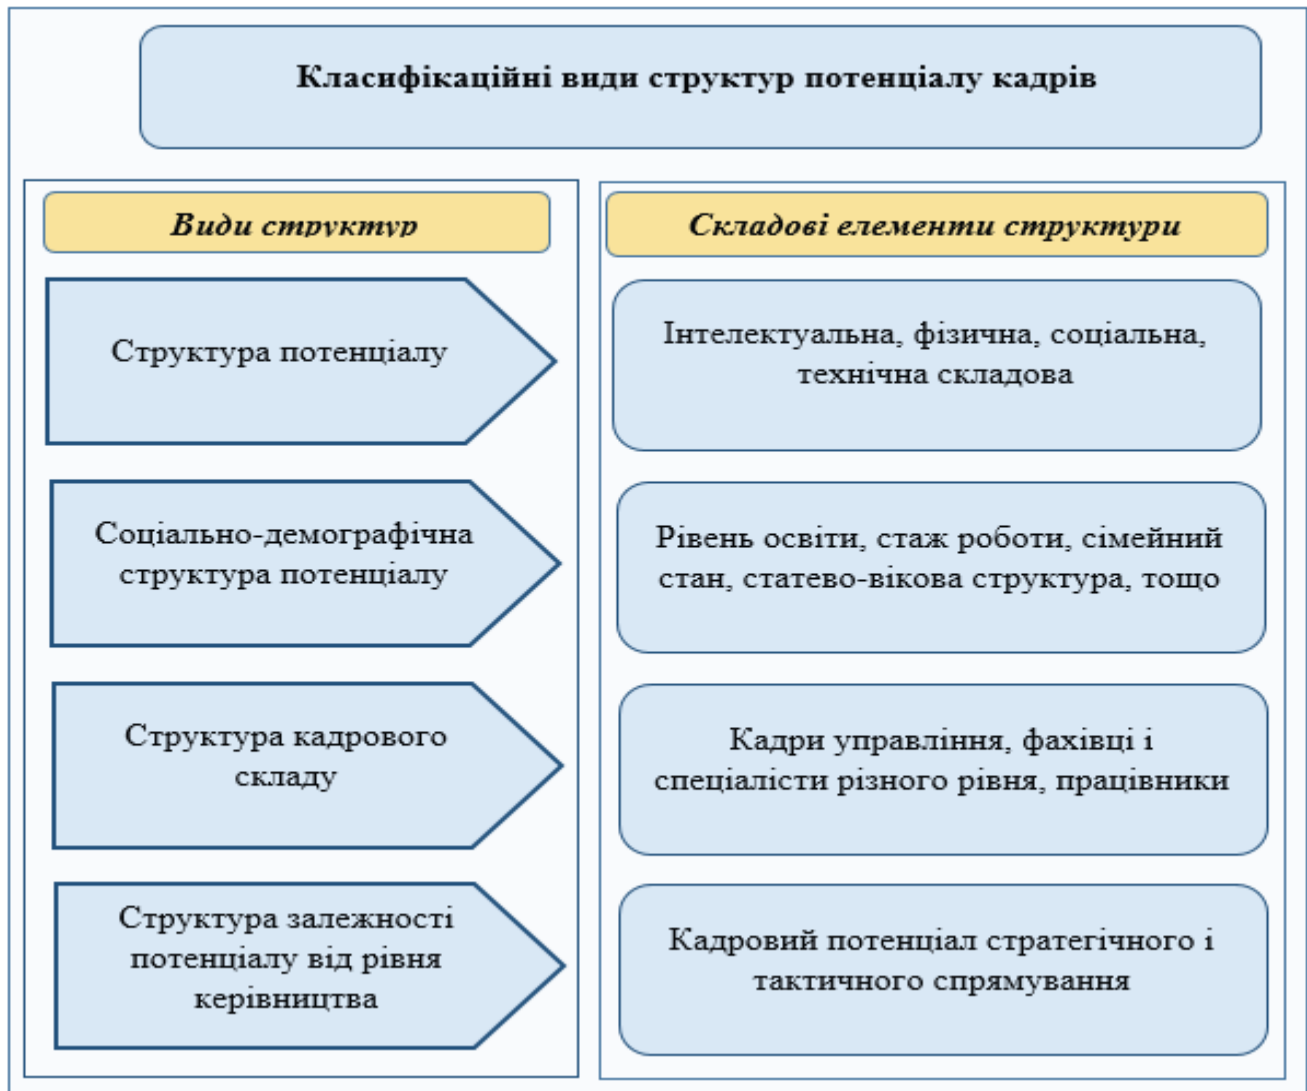 Класифікаційні види структур потенціалу кадрів
Види структур
Складові елементи структури
Структура потенціалу
Інтелектуальна, фізична, соціальна,
технічна складова
Соціально-демографічна
структура потенціалу
Рівень освіти, стаж роботи, сімейний
стан, статево-вікова структура, тощо
Структура кадрового
складу
Кадри управління, фахівці і
спеціалісти різного рівня, працівники
Структура залежності
потенціалу від рівня
керівництва
Кадровий потенціал стратегічного і
тактичного спрямування